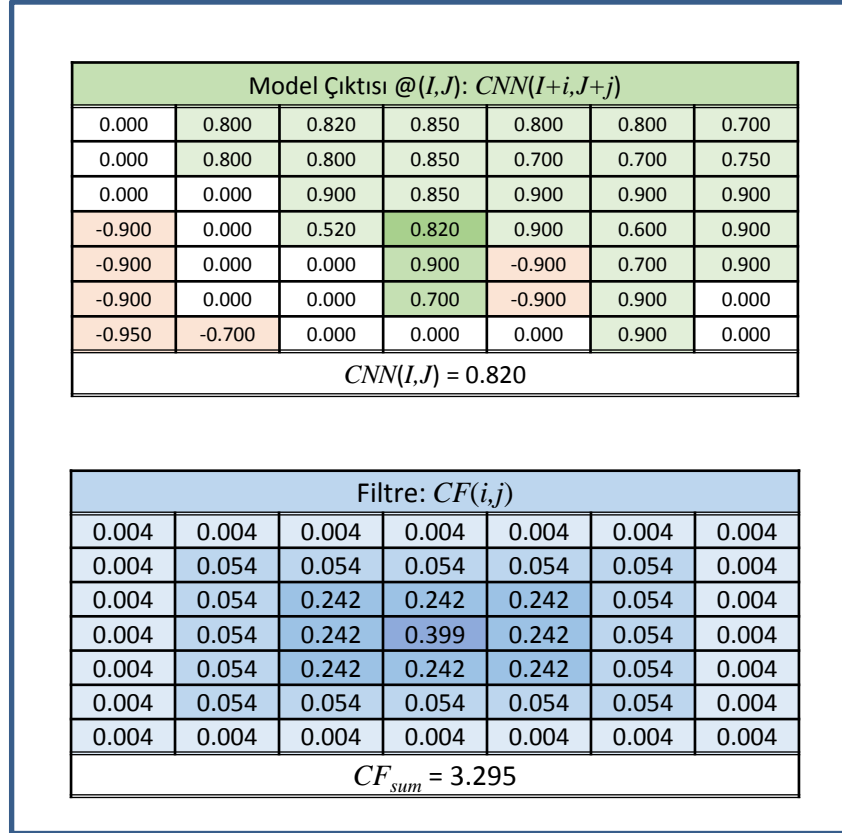 Model Çıktısı @(I,J): CNN(I+i,J+j)
0.000 0.800 0.820 0.850 0.800 0.800 0.700
0.000 0.800 0.800 0.850 0.700 0.700 0.750
0.000 0.000 0.900 0.850 0.900 0.900 0.900
-0.900 0.000 0.520 0.820 0.900 0.600 0.900
-0.900 0.000 0.000 0.900 -0.900 0.700 0.900
-0.900 0.000 0.000 0.700 -0.900 0.900 0.000
-0.950 -0.700 0.000 0.000 0.000 0.900 0.000
CNN(I,J) = 0.820
Filtre: CF(i,j)
0.004 0.004 0.004 0.004 0.004 0.004 0.004
0.004 0.054 0.054 0.054 0.054 0.054 0.004
0.004 0.054 0.242 0.242 0.242 0.054 0.004
0.004 0.054 0.242 0.399 0.242 0.054 0.004
0.004 0.054 0.242 0.242 0.242 0.054 0.004
0.004 0.054 0.054 0.054 0.054 0.054 0.004
0.004 0.004 0.004 0.004 0.004 0.004 0.004
CFsum = 3.295